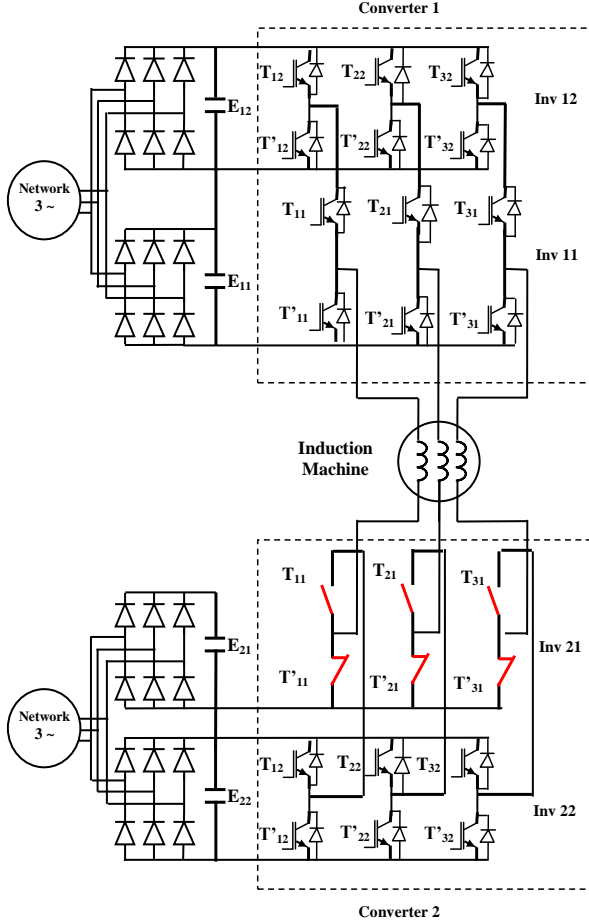 Converter 1
T12 T22 T32
E12
Inv 12
T'12 T'22 T'32
Network
3 ~
T11 T21 T31
Inv 11
E11
T'11 T'21 T'31
Induction
Machine
T11 T21 T31
E21
Inv 21
T'11 T'21 T'31
Network
3 ~
T12 T22 T32
E22
Inv 22
T'12 T'22 T'32
Converter 2